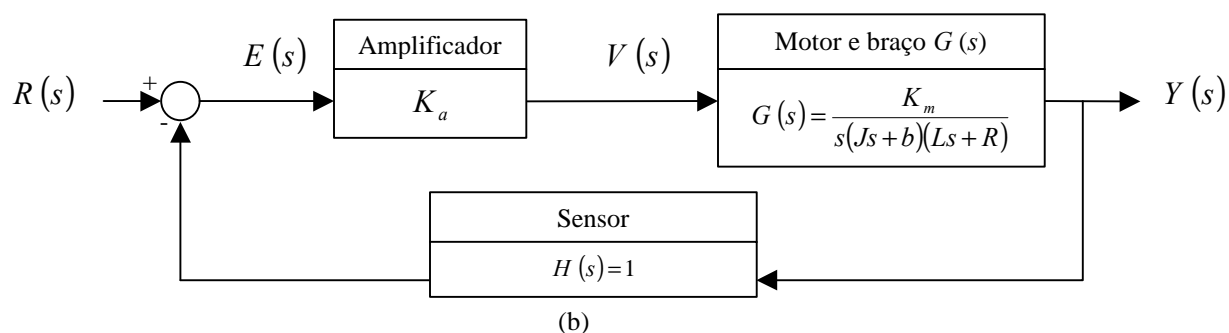 R(s)
+
-
E(s)
Amplificador
K_a
V(s)
Motor e braço G(s)
G(s) = K_m / s(Js+b)(Ls+R)
Y(s)
Sensor
H(s) = 1
(b)